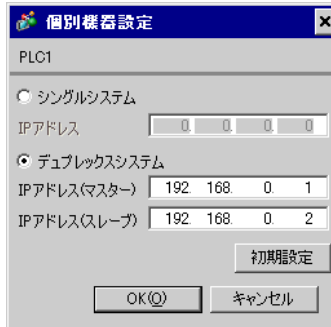 個別機器設定
PLC1
シングルシステム
IPアドレス 0. 0. 0. 0
デュプレックスシステム
IPアドレス(マスター) 192. 168. 0. 1
IPアドレス(スレーブ) 192. 168. 0. 2
初期設定
OK(O) キャンセル